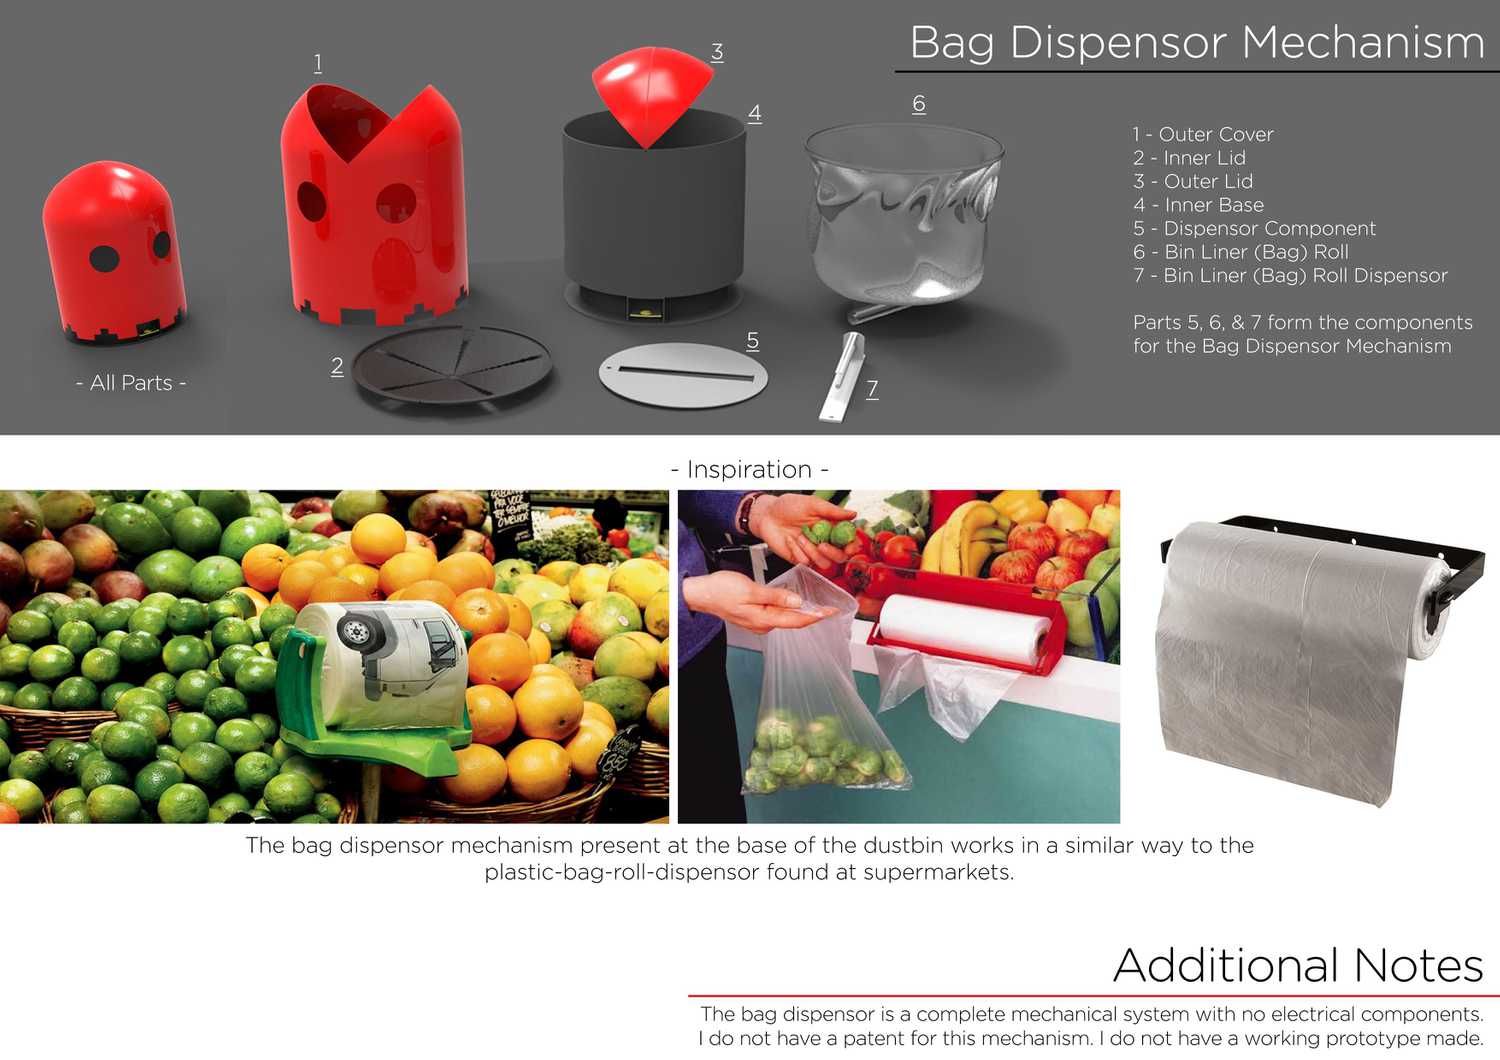 Bag Dispensor Mechanism
1
3
4
6
1 - Outer Cover
2 - Inner Lid
3 - Outer Lid
4 - Inner Base
5 - Dispensor Component
6 - Bin Liner (Bag) Roll
7 - Bin Liner (Bag) Roll Dispensor
Parts 5, 6, & 7 form the components
for the Bag Dispensor Mechanism
2
5
7
- All Parts -
- Inspiration -
PRA VOCÊ
TER SEMPRE
O MELHOR
The bag dispensor mechanism present at the base of the dustbin works in a similar way to the
plastic-bag-roll-dispensor found at supermarkets.
Additional Notes
The bag dispensor is a complete mechanical system with no electrical components.
I do not have a patent for this mechanism. I do not have a working prototype made.